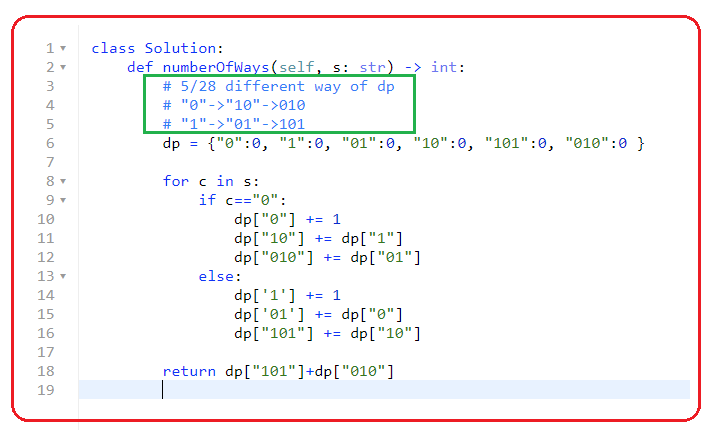 1 class Solution:
2 def numberOfWays(self, s: str) -> int:
3 # 5/28 different way of dp
4 # "0"->"10"->010
5 # "1"->"01"->101
6 dp = {"0":0, "1":0, "01":0, "10":0, "101":0, "010":0 }
7
8 for c in s:
9 if c=="0":
10 dp["0"] += 1
11 dp["10"] += dp["1"]
12 dp["010"] += dp["01"]
13 else:
14 dp['1'] += 1
15 dp['01'] += dp["0"]
16 dp["101"] += dp["10"]
17
18 return dp["101"]+dp["010"]
19